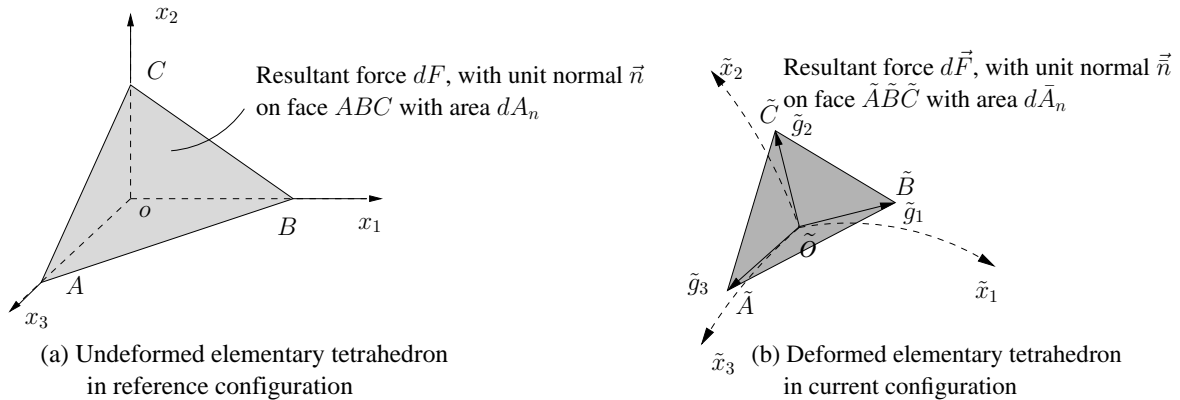 x₂
C
Resultant force dF, with unit normal n⃗
on face ABC with area dAₙ
o
B
x₁
A
x₃
(a) Undeformed elementary tetrahedron
in reference configuration
Resultant force dF⃗, with unit normal n̄⃗
on face ÃB̃C̃ with area dĀₙ
x̃₂
C̃
g̃₂
B̃
g̃₁
Õ
g̃₃
Ã
x̃₁
x̃₃
(b) Deformed elementary tetrahedron
in current configuration